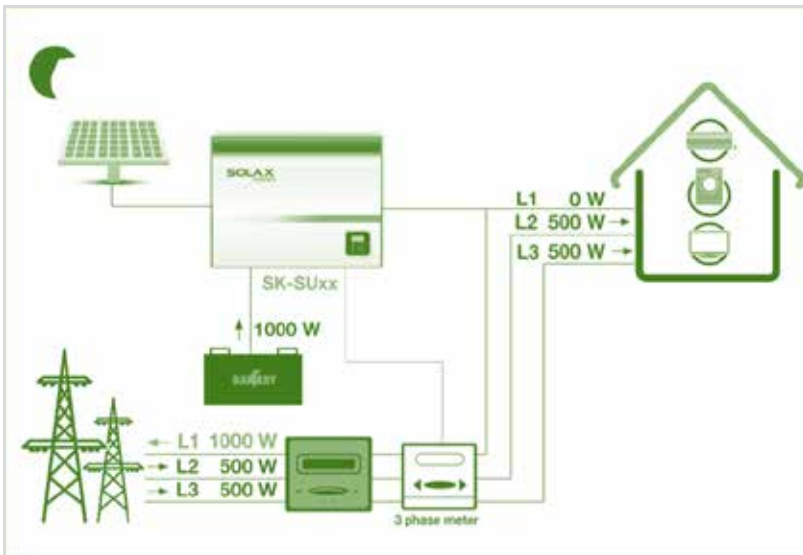 SOLAX
L1 0 W
L2 500 W
L3 500 W
SK-SUxx
1000 W
BATTERY
L1 1000 W
L2 500 W
L3 500 W
3 phase meter